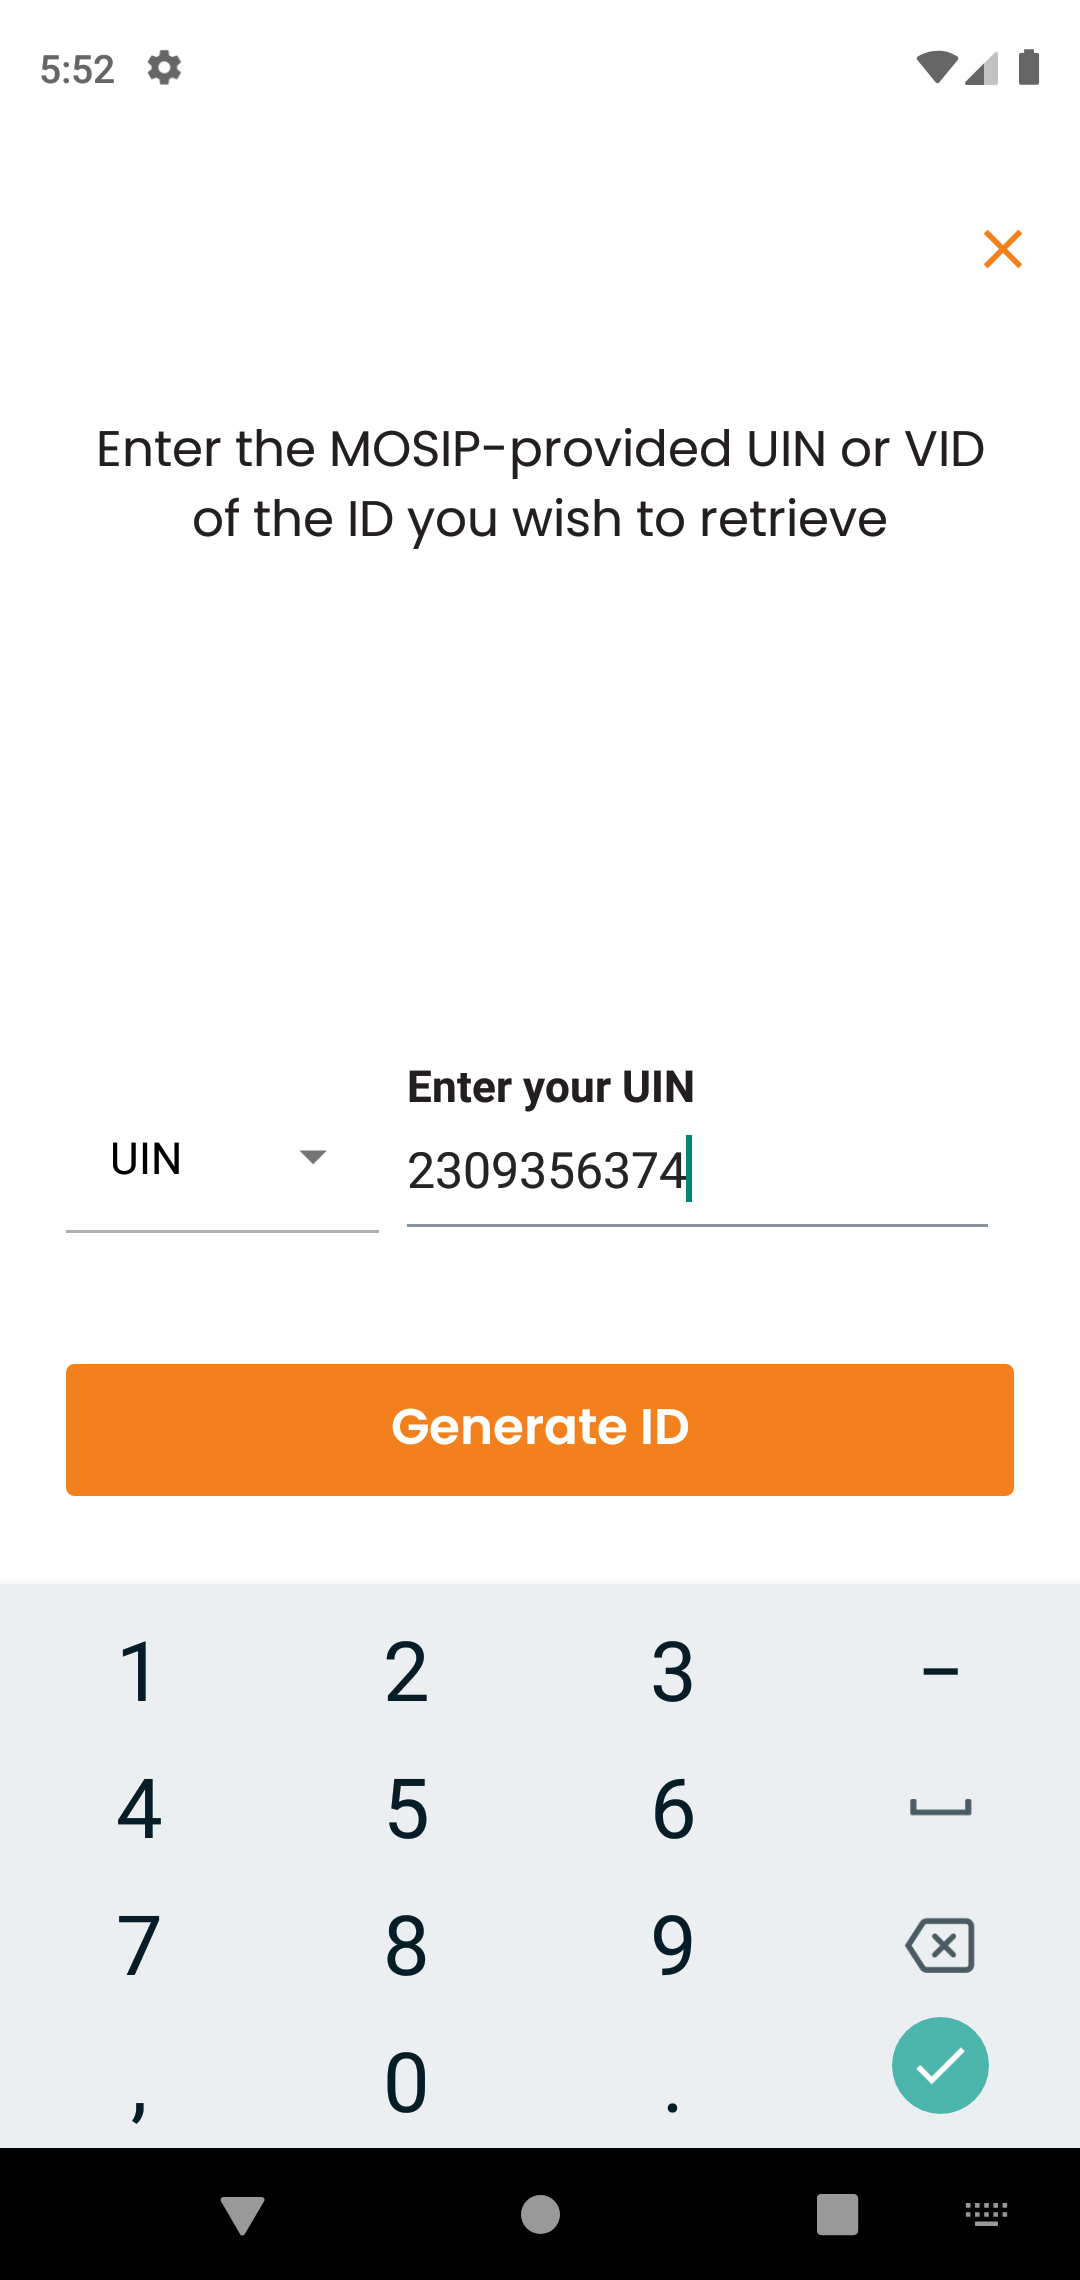 5:52
Enter the MOSIP-provided UIN or VID
of the ID you wish to retrieve
Enter your UIN
UIN
2309356374
Generate ID
1 2 3 -
4 5 6
7 8 9
, 0 .